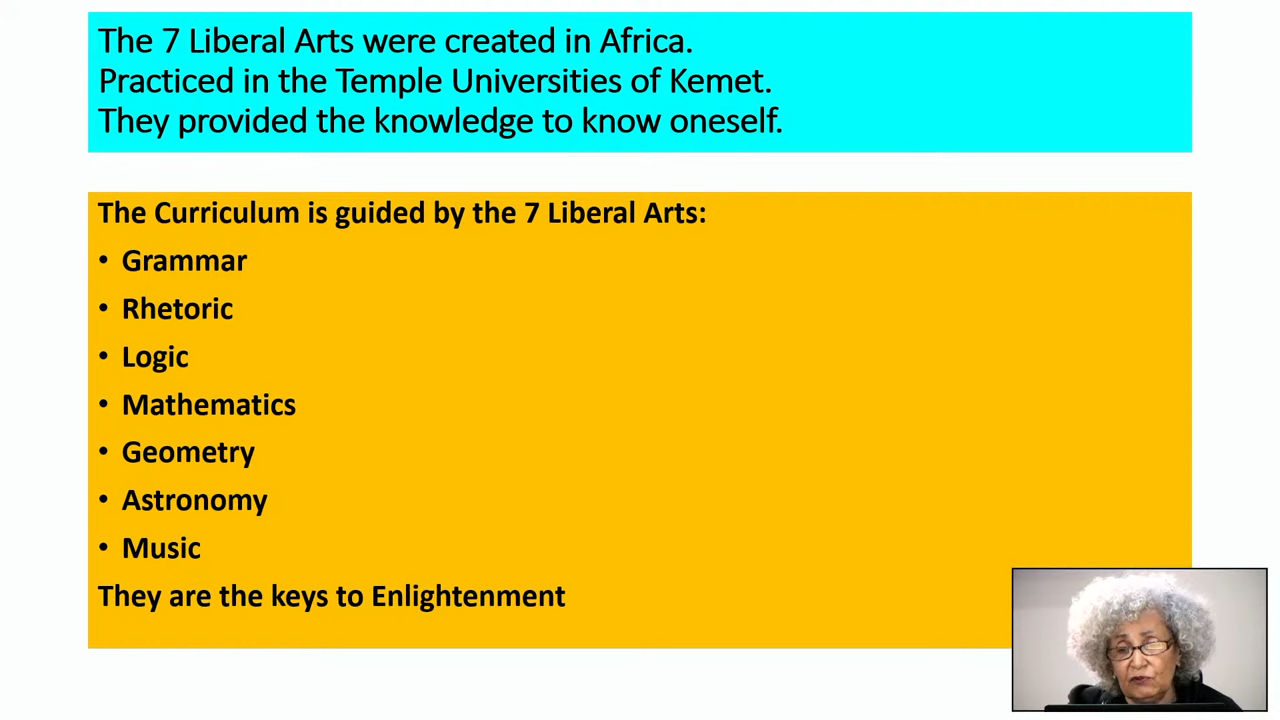 The 7 Liberal Arts were created in Africa.
Practiced in the Temple Universities of Kemet.
They provided the knowledge to know oneself.
The Curriculum is guided by the 7 Liberal Arts:
• Grammar
• Rhetoric
• Logic
• Mathematics
• Geometry
• Astronomy
• Music
They are the keys to Enlightenment